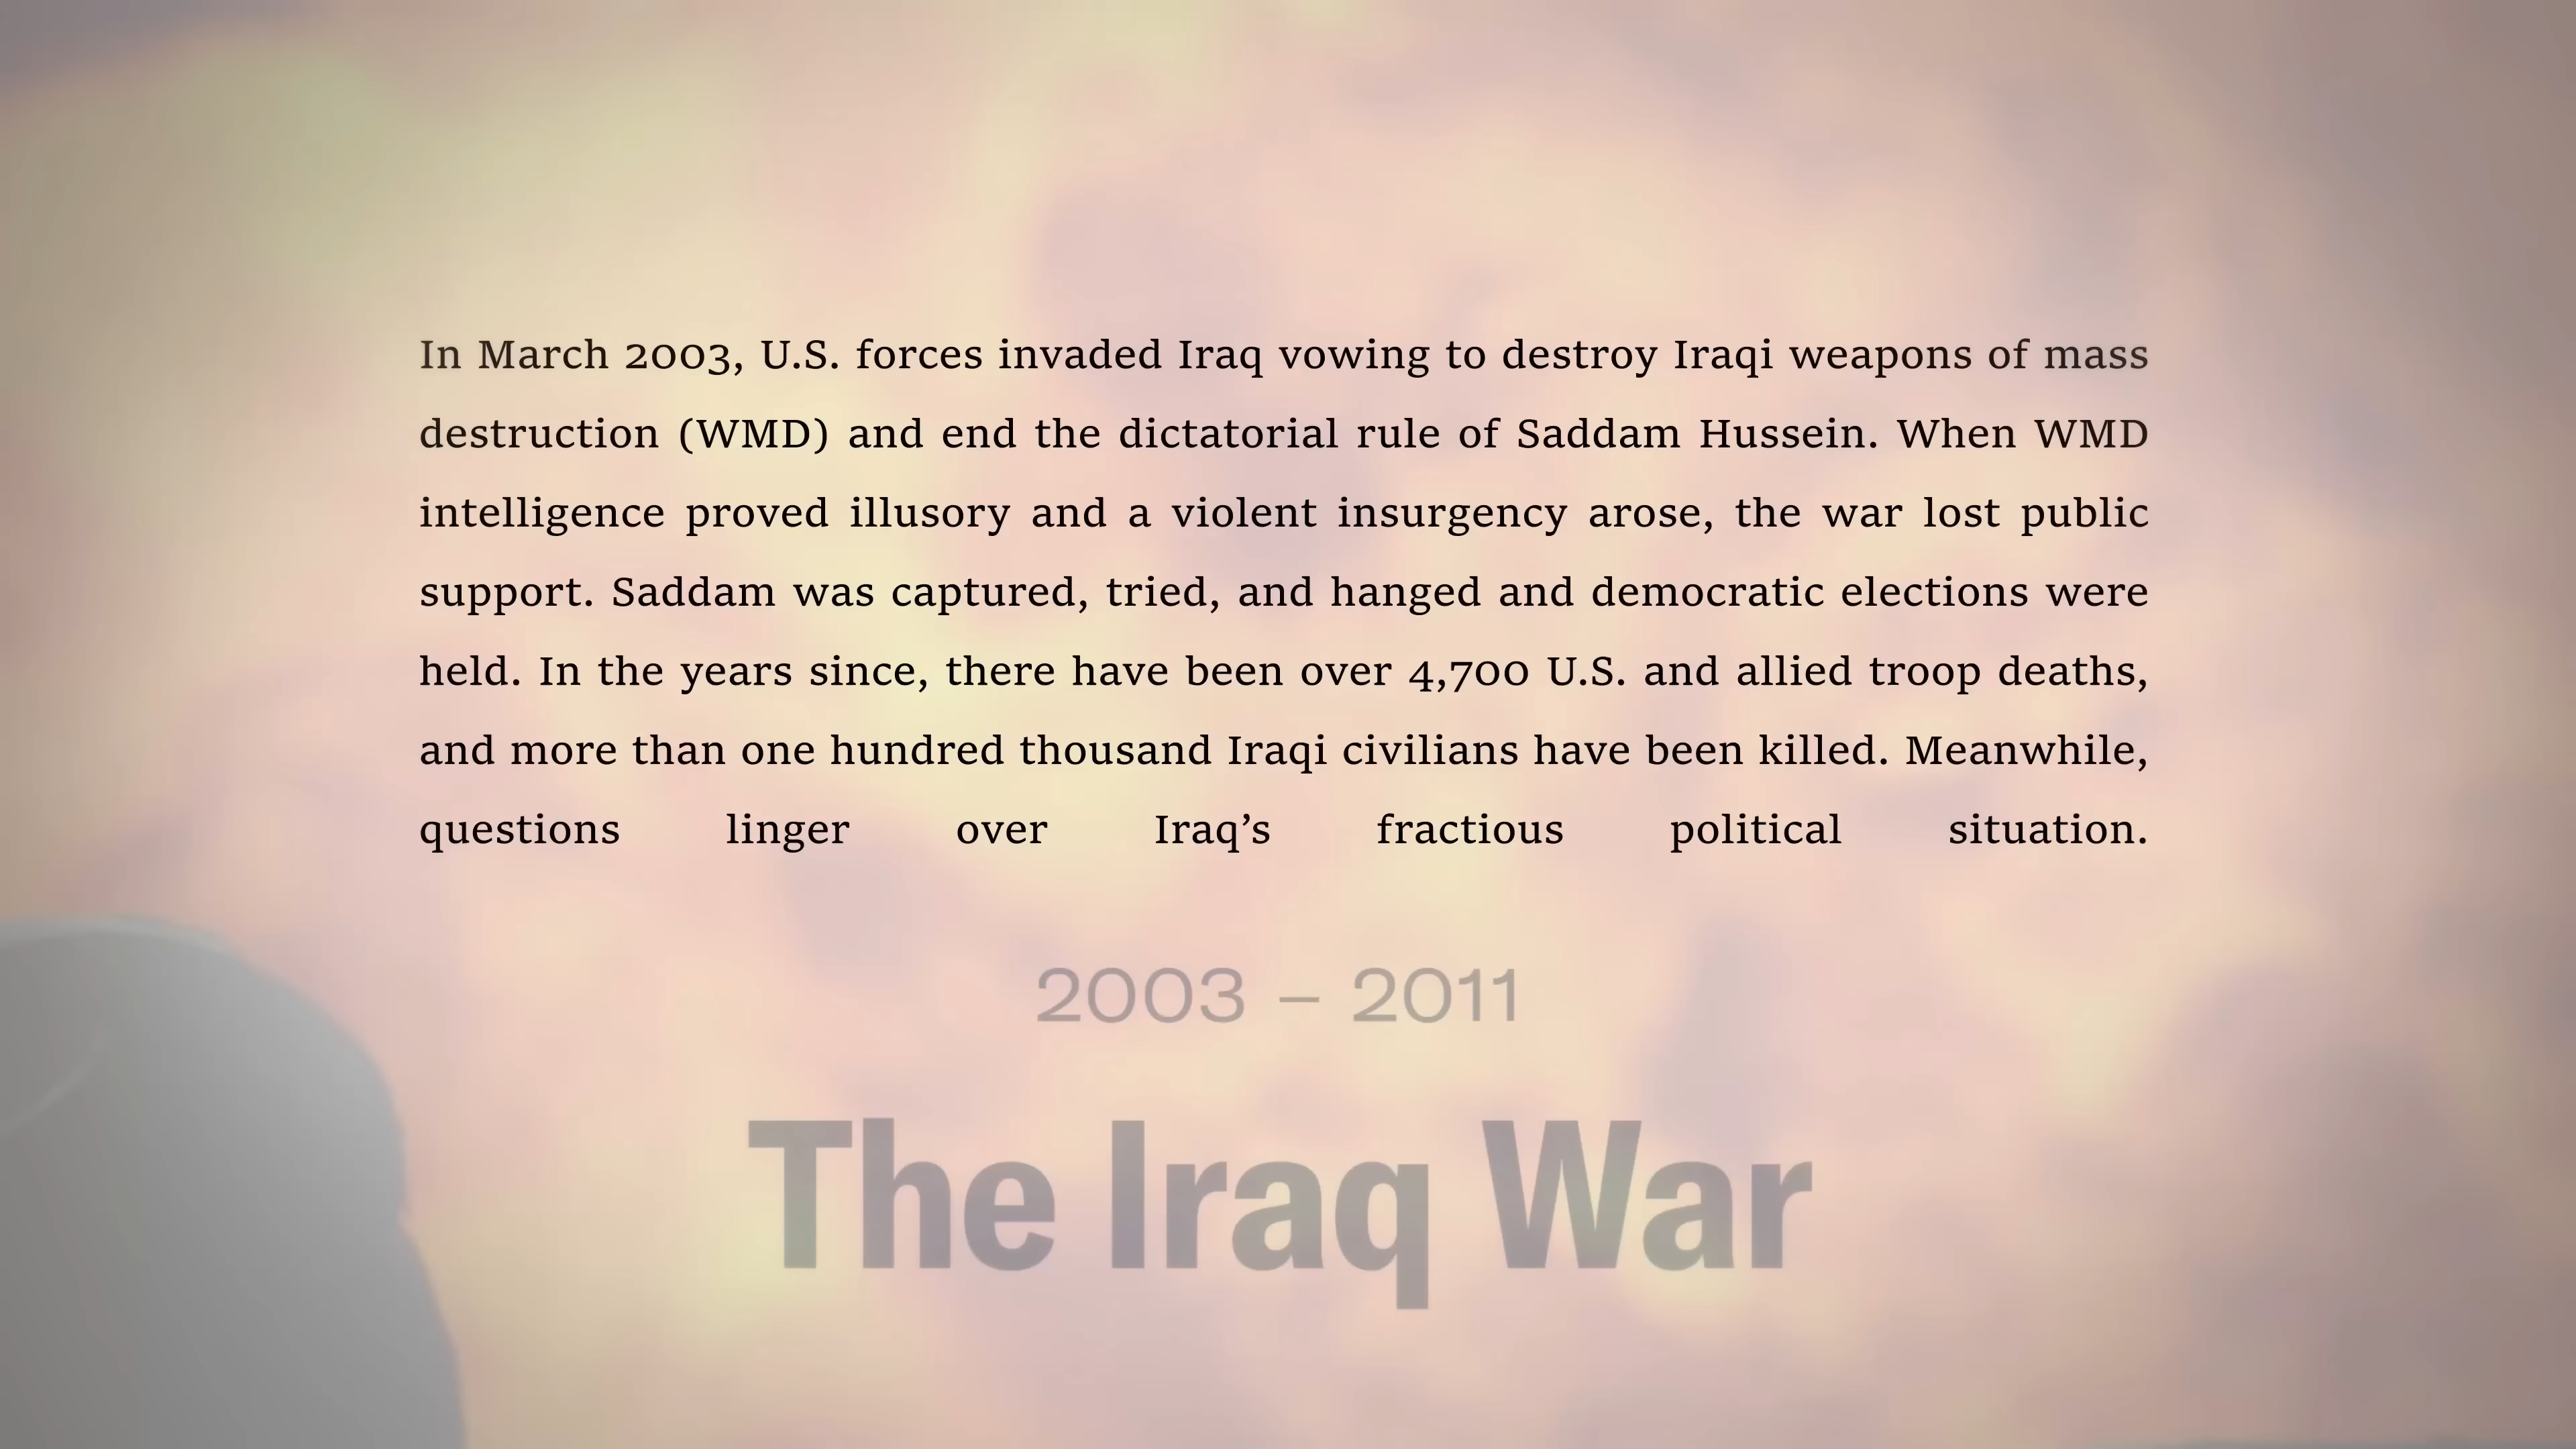 In March 2003, U.S. forces invaded Iraq vowing to destroy Iraqi weapons of mass
destruction (WMD) and end the dictatorial rule of Saddam Hussein. When WMD
intelligence proved illusory and a violent insurgency arose, the war lost public
support. Saddam was captured, tried, and hanged and democratic elections were
held. In the years since, there have been over 4,700 U.S. and allied troop deaths,
and more than one hundred thousand Iraqi civilians have been killed. Meanwhile,
questions linger over Iraq’s fractious political situation.
2003 – 2011
The Iraq War